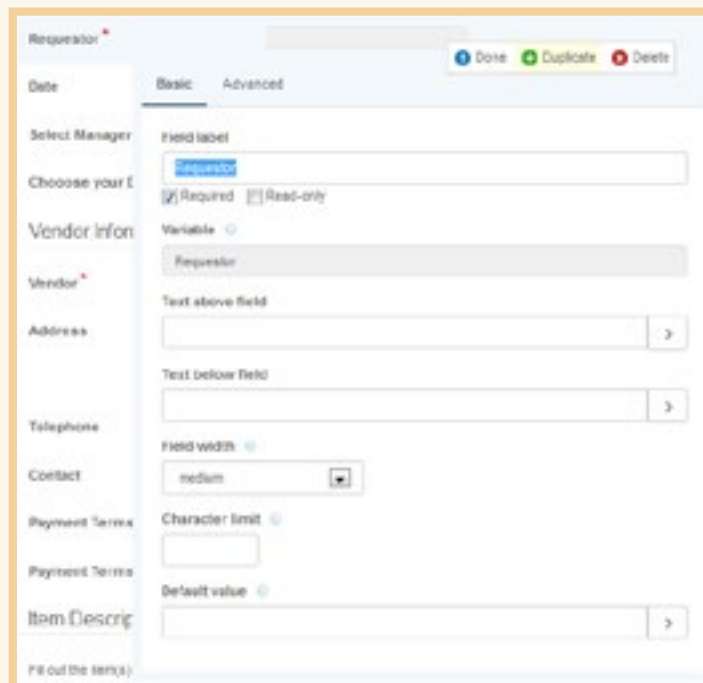 Requestor *
Done Duplicate Delete
Date
Basic Advanced
Select Manager
Field label
Requestor
Chooose your D
Required Read-only
Vendor Infor
Variable
Requestor
Vendor *
Text above field
Address
>
Text below field
>
Telephone
Field width
Contact
medium
Payment Terms
Character limit
Payment Terms
Default value
Item Descrip
>
Fill out the item(s)